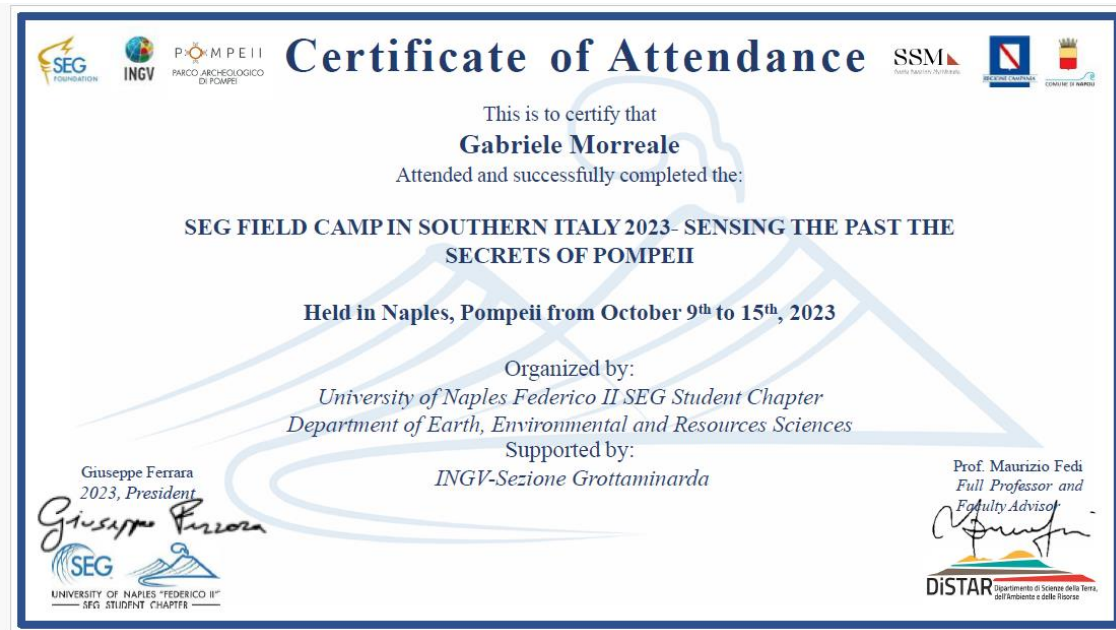 SEG
FOUNDATION
INGV
POMPEII
PARCO ARCHEOLOGICO
DI POMPEI
Certificate of Attendance
SSM
REGIONE CAMPANIA
COMUNE DI NAPOLI
This is to certify that
Gabriele Morreale
Attended and successfully completed the:
SEG FIELD CAMP IN SOUTHERN ITALY 2023- SENSING THE PAST THE
SECRETS OF POMPEII
Held in Naples, Pompeii from October 9th to 15th, 2023
Organized by:
University of Naples Federico II SEG Student Chapter
Department of Earth, Environmental and Resources Sciences
Supported by:
INGV-Sezione Grottaminarda
Giuseppe Ferrara
2023, President
Giuseppe Ferrara
SEG
UNIVERSITY OF NAPLES "FEDERICO II"
SEG STUDENT CHAPTER
Prof. Maurizio Fedi
Full Professor and
Faculty Advisor
DiSTAR
Dipartimento di Scienze della Terra,
dell'Ambiente e delle Risorse